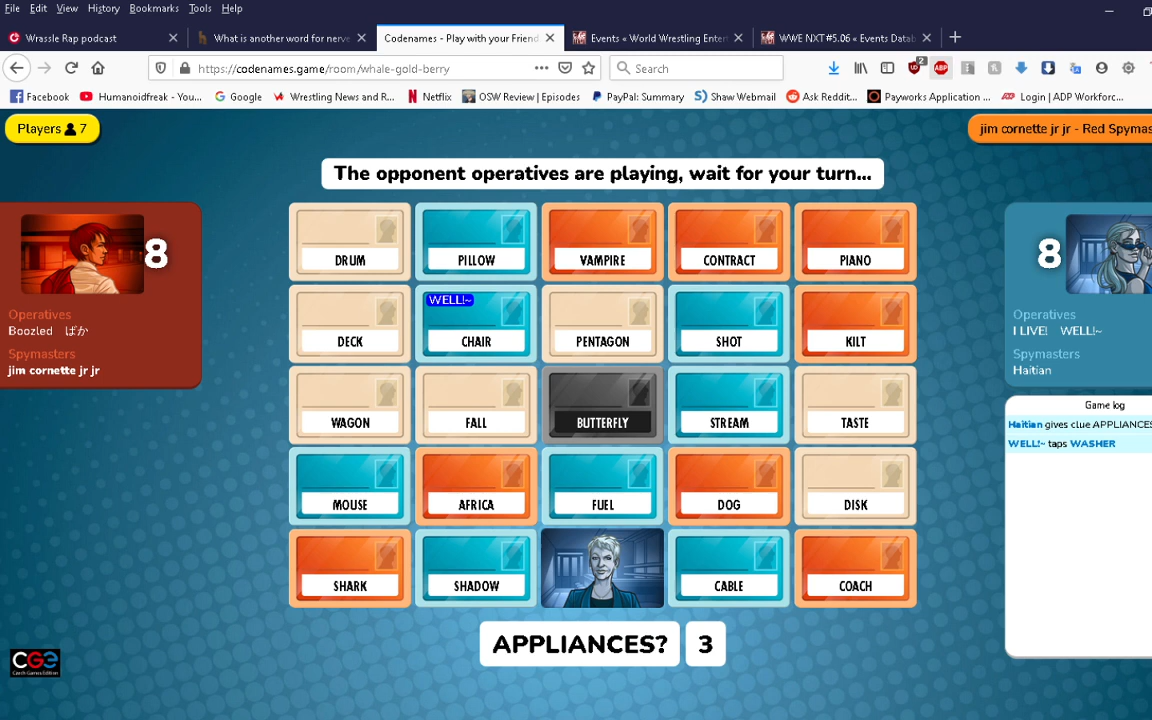 File Edit View History Bookmarks Tools Help
Wrassle Rap podcast
What is another word for nerve
Codenames - Play with your Friend
Events « World Wrestling Enter
WWE NXT #5.06 « Events Datab
https://codenames.game/room/whale-gold-berry
Search
2
ABP
Facebook
Humanoidfreak - You...
Google
Wrestling News and R...
Netflix
OSW Review | Episodes
PayPal: Summary
Shaw Webmail
Ask Reddit...
Payworks Application ...
Login | ADP Workforc...
Players 7
jim cornette jr jr - Red Spymas
The opponent operatives are playing, wait for your turn...
8
Operatives
Boozled ばか
Spymasters
jim cornette jr jr
DRUM
PILLOW
VAMPIRE
CONTRACT
PIANO
DECK
WELL!~
CHAIR
PENTAGON
SHOT
KILT
WAGON
FALL
BUTTERFLY
STREAM
TASTE
MOUSE
AFRICA
FUEL
DOG
DISK
SHARK
SHADOW
CABLE
COACH
8
Operatives
I LIVE! WELL!~
Spymasters
Haitian
Game log
Haitian gives clue APPLIANCES
WELL!~ taps WASHER
APPLIANCES? 3
CGE
Czech Games Edition